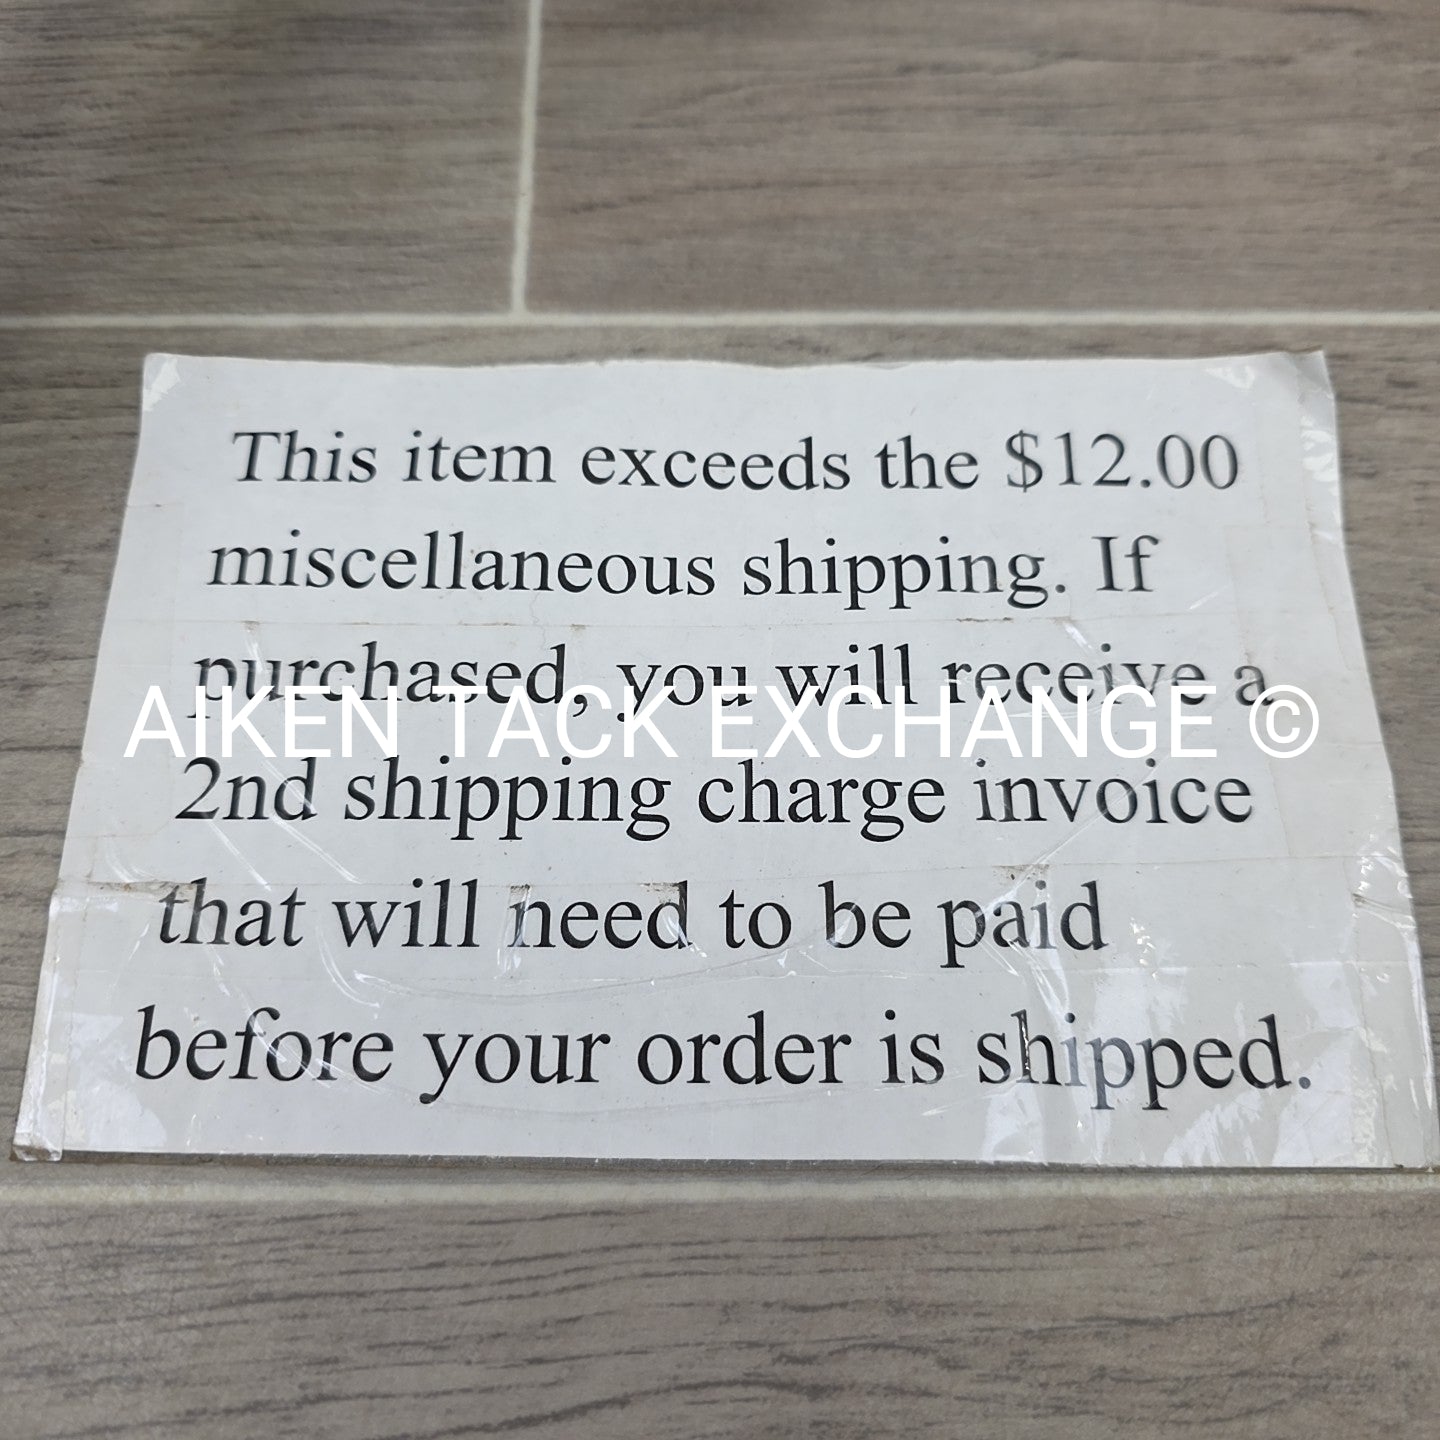 This item exceeds the $12.00
miscellaneous shipping. If
purchased, you will receive a
AIKEN TACK EXCHANGE ©
2nd shipping charge invoice
that will need to be paid
before your order is shipped.